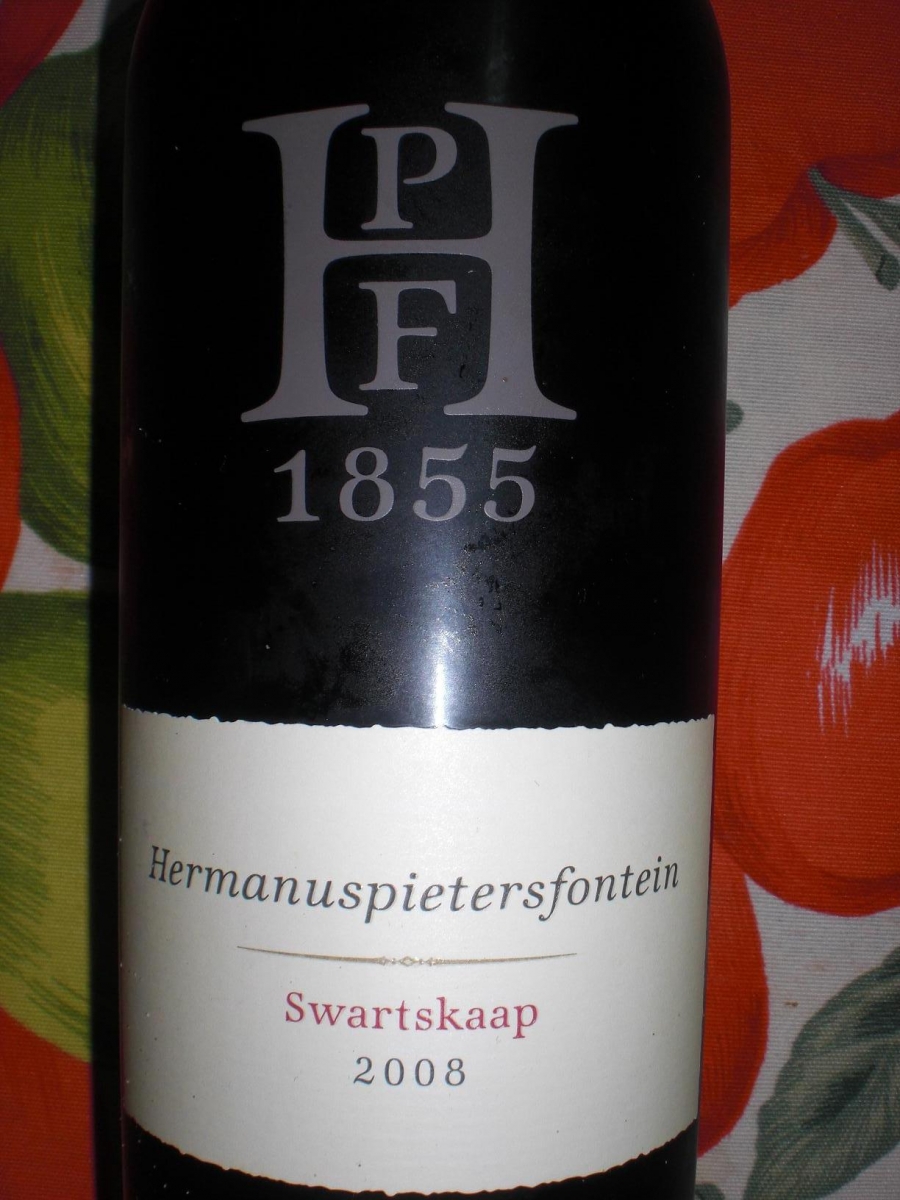 H
P
F
1855
Hermanuspietersfontein
Swartskaap
2008